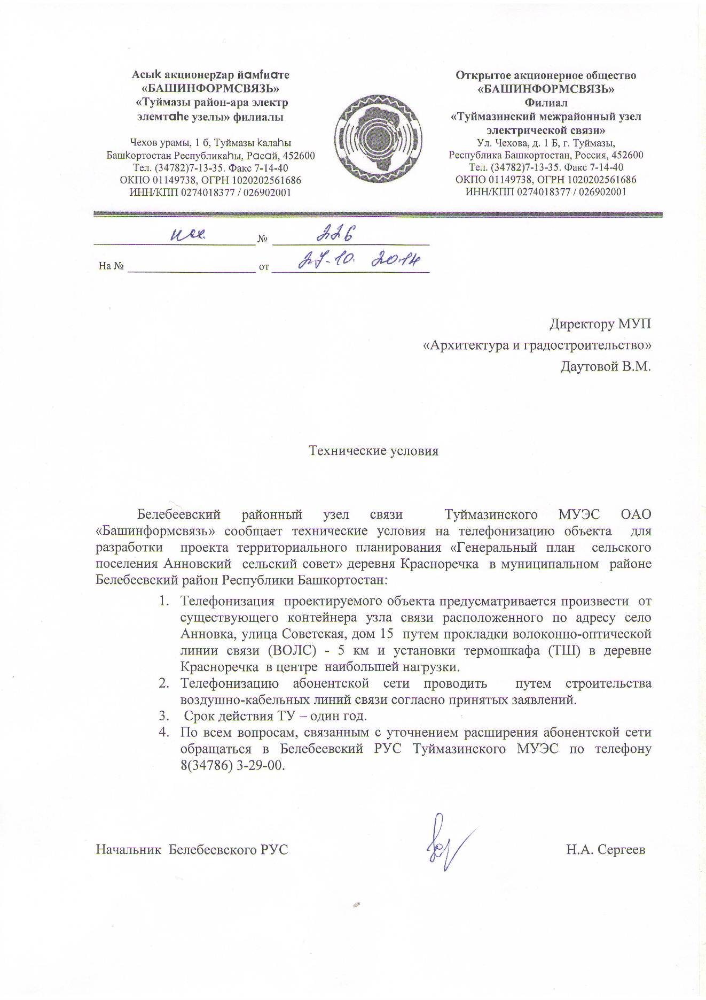 Асыk акционерzар йɑмfиɑте
«БАШИНФОРМСВЯЗЬ»
«Туймазы район-ара электр
элемтɑhе узелы» филиалы
Чехов урамы, 1 б, Туймазы kалаhы
Башkортостан Республикаhы, Рɑсɑй, 452600
Тел. (34782)7-13-35. Факс 7-14-40
ОКПО 01149738, ОГРН 1020202561686
ИНН/КПП 0274018377 / 026902001
Открытое акционерное общество
«БАШИНФОРМСВЯЗЬ»
Филиал
«Туймазинский межрайонный узел
электрической связи»
Ул. Чехова, д. 1 Б, г. Туймазы,
Республика Башкортостан, Россия, 452600
Тел. (34782)7-13-35. Факс 7-14-40
ОКПО 01149738, ОГРН 1020202561686
ИНН/КПП 0274018377 / 026902001
исх. № 226
На № от 27.10. 2014
Директору МУП
«Архитектура и градостроительство»
Даутовой В.М.
Технические условия
Белебеевский районный узел связи Туймазинского МУЭС ОАО
«Башинформсвязь» сообщает технические условия на телефонизацию объекта для
разработки проекта территориального планирования «Генеральный план сельского
поселения Анновский сельский совет» деревня Красноречка в муниципальном районе
Белебеевский район Республики Башкортостан:
1. Телефонизация проектируемого объекта предусматривается произвести от
существующего контейнера узла связи расположенного по адресу село
Анновка, улица Советская, дом 15 путем прокладки волоконно-оптической
линии связи (ВОЛС) - 5 км и установки термошкафа (ТШ) в деревне
Красноречка в центре наибольшей нагрузки.
2. Телефонизацию абонентской сети проводить путем строительства
воздушно-кабельных линий связи согласно принятых заявлений.
3. Срок действия ТУ – один год.
4. По всем вопросам, связанным с уточнением расширения абонентской сети
обращаться в Белебеевский РУС Туймазинского МУЭС по телефону
8(34786) 3-29-00.
Начальник Белебеевского РУС Н.А. Сергеев